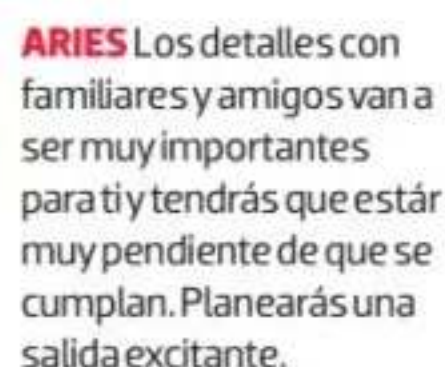 ARIES Los detalles con
familiares y amigos van a
ser muy importantes
para ti y tendrás que estár
muy pendiente de que se
cumplan. Planearás una
salida excitante.